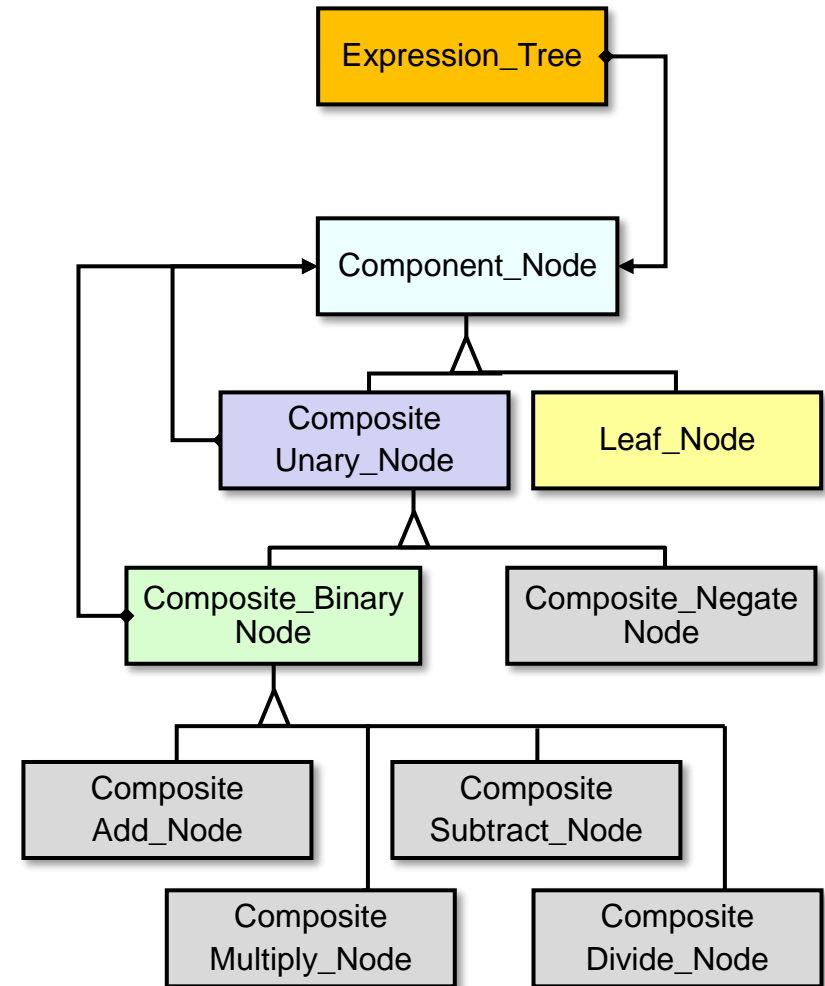 Expression_Tree
Component_Node
Composite
Unary_Node
Leaf_Node
Composite_Binary
Node
Composite_Negate
Node
Composite
Add_Node
Composite
Subtract_Node
Composite
Multiply_Node
Composite
Divide_Node